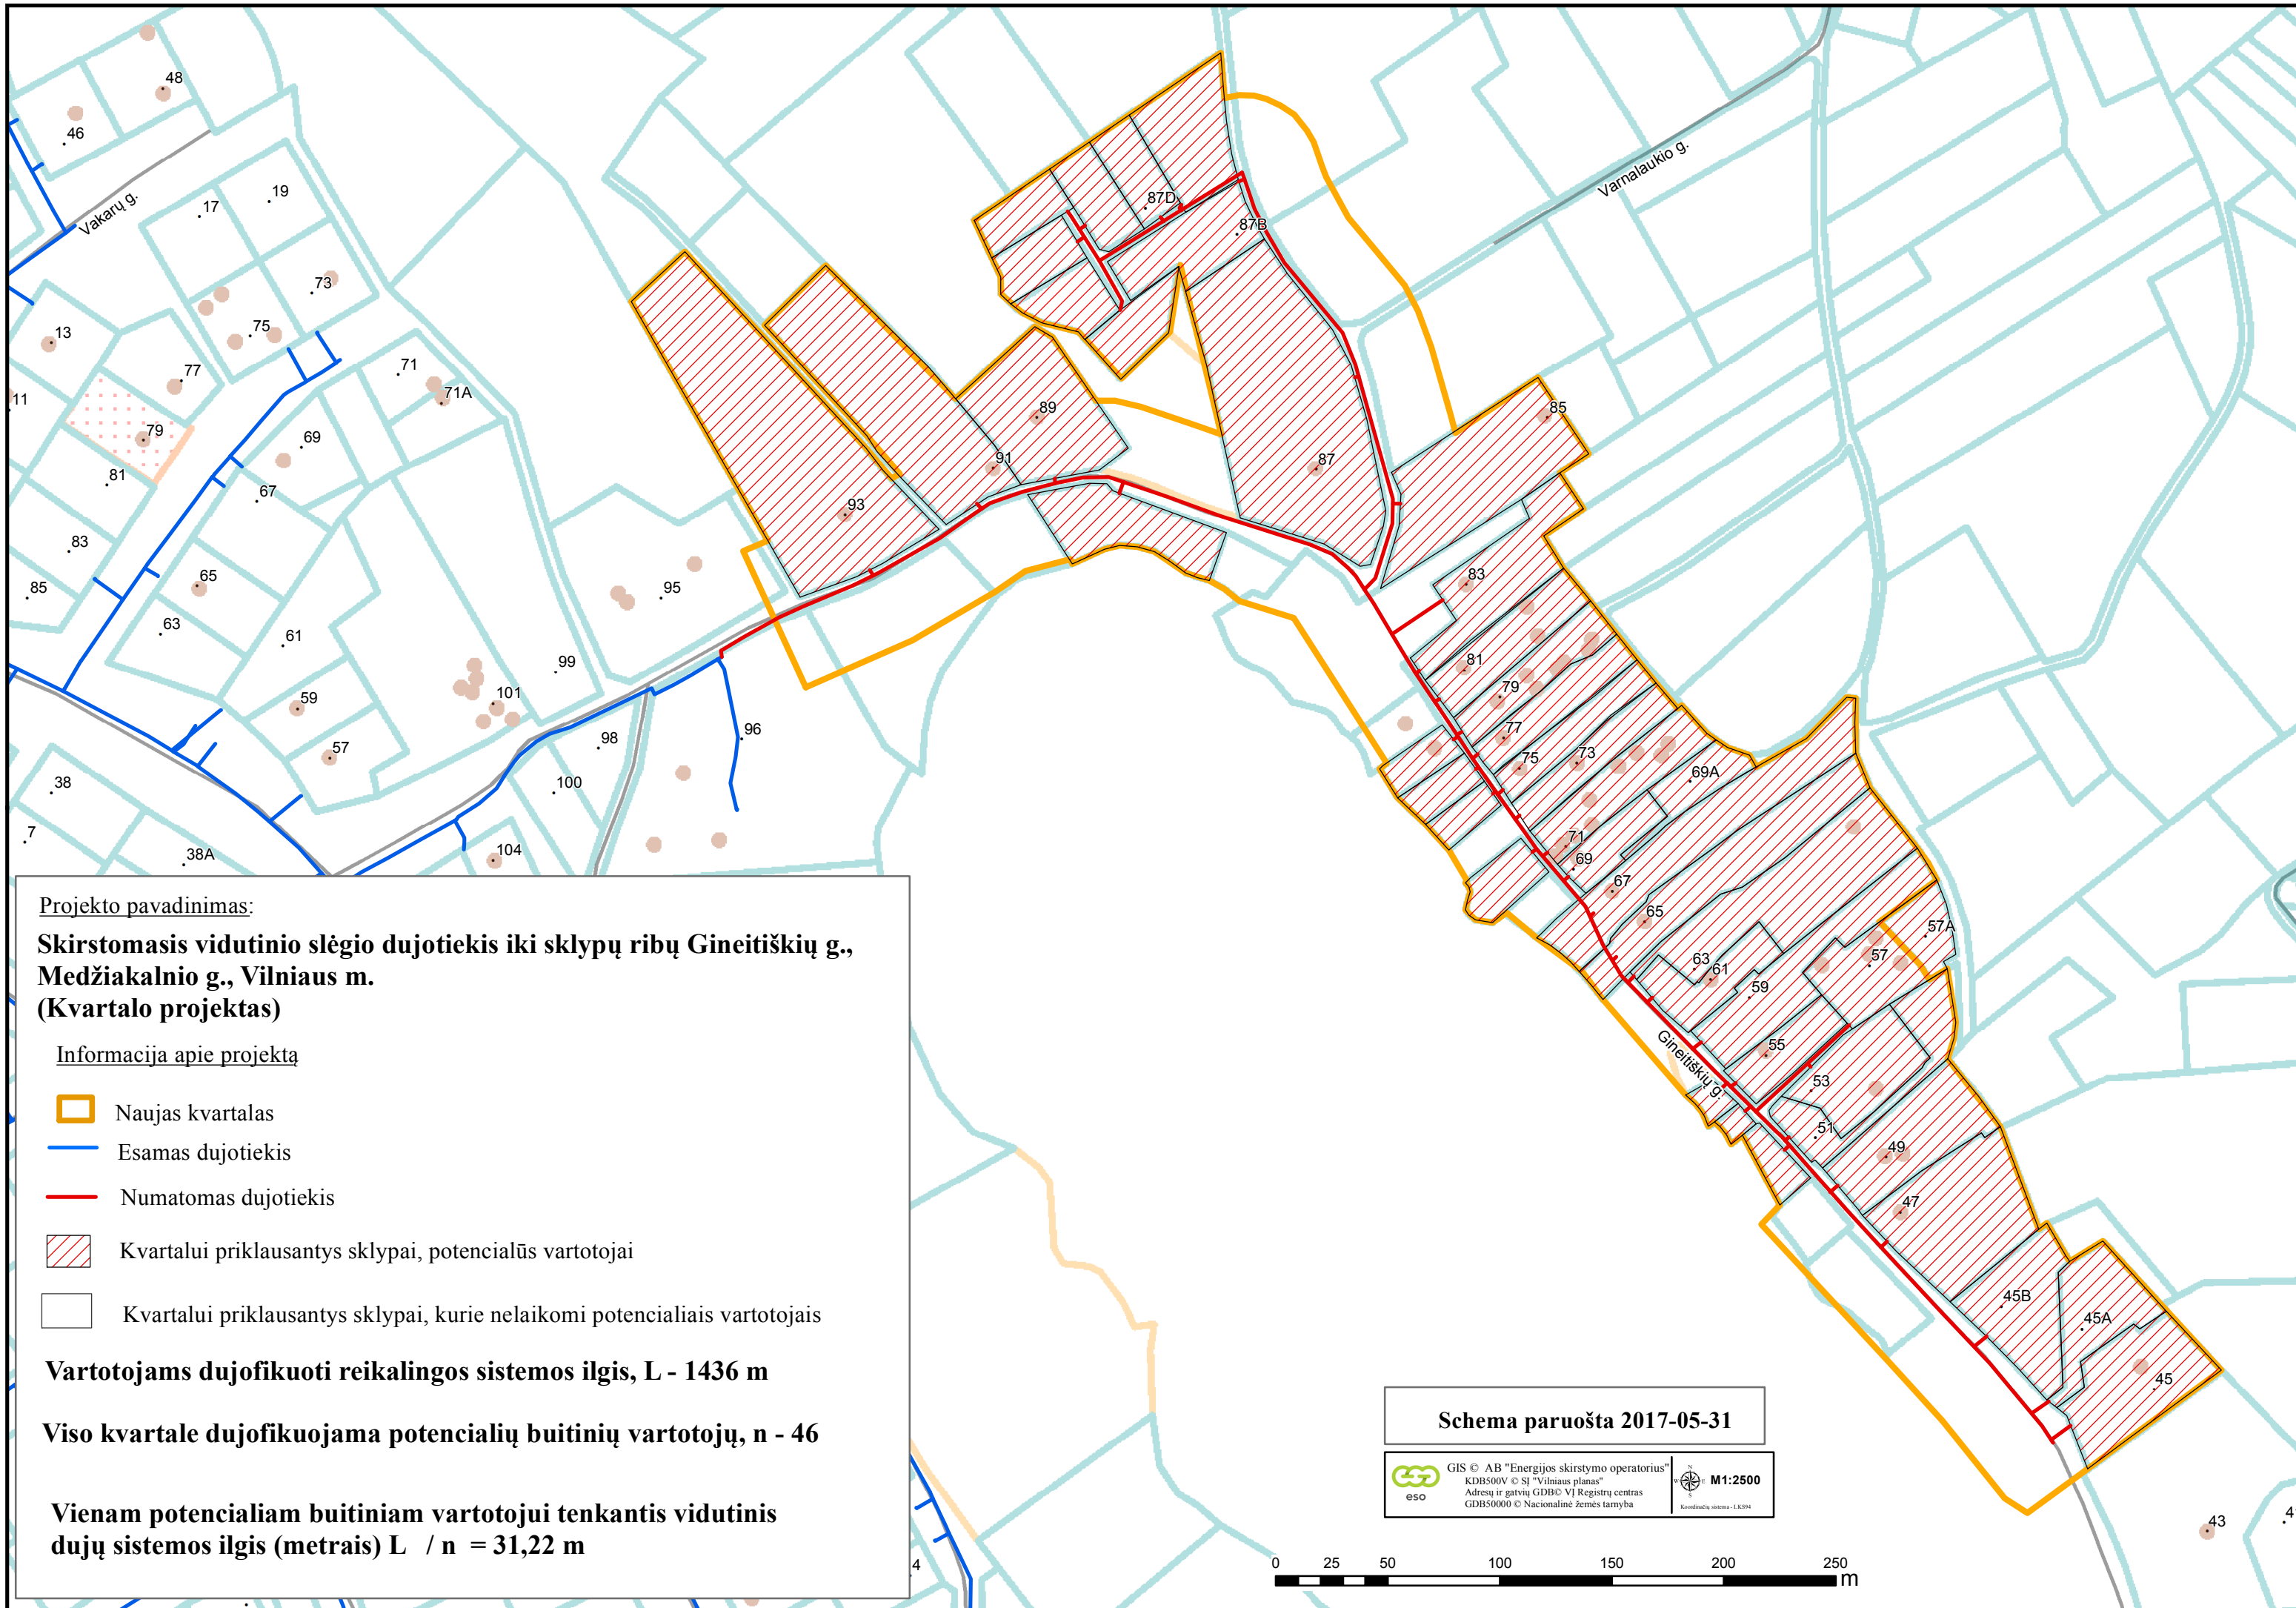 48
46
19
17
Vakarų g.
73
75
13
77
71
11
71A
79
69
81
67
83
65
85
63
61
95
99
59
101
57
98
96
38
100
7
38A
104
87D
87B
Varnalaukio g.
89
85
91
87
93
83
81
79
77
75
73
69A
71
69
67
65
57A
63
61
57
59
55
Gineitiškių g.
53
51
49
47
45B
45A
45
43
4
4
Projekto pavadinimas:
Skirstomasis vidutinio slėgio dujotiekis iki sklypų ribų Gineitiškių g.,
Medžiakalnio g., Vilniaus m.
(Kvartalo projektas)
Informacija apie projektą
Naujas kvartalas
Esamas dujotiekis
Numatomas dujotiekis
Kvartalui priklausantys sklypai, potencialūs vartotojai
Kvartalui priklausantys sklypai, kurie nelaikomi potencialiais vartotojais
Vartotojams dujofikuoti reikalingos sistemos ilgis, L - 1436 m
Viso kvartale dujofikuojama potencialių buitinių vartotojų, n - 46
Vienam potencialiam buitiniam vartotojui tenkantis vidutinis
dujų sistemos ilgis (metrais) L / n = 31,22 m
Schema paruošta 2017-05-31
eso
GIS © AB "Energijos skirstymo operatorius"
KDB500V © SĮ "Vilniaus planas"
Adresų ir gatvių GDB© VĮ Registrų centras
GDB50000 © Nacionalinė žemės tarnyba
N
W E
S
M1:2500
Koordinačių sistema - LKS94
0 25 50 100 150 200 250
m